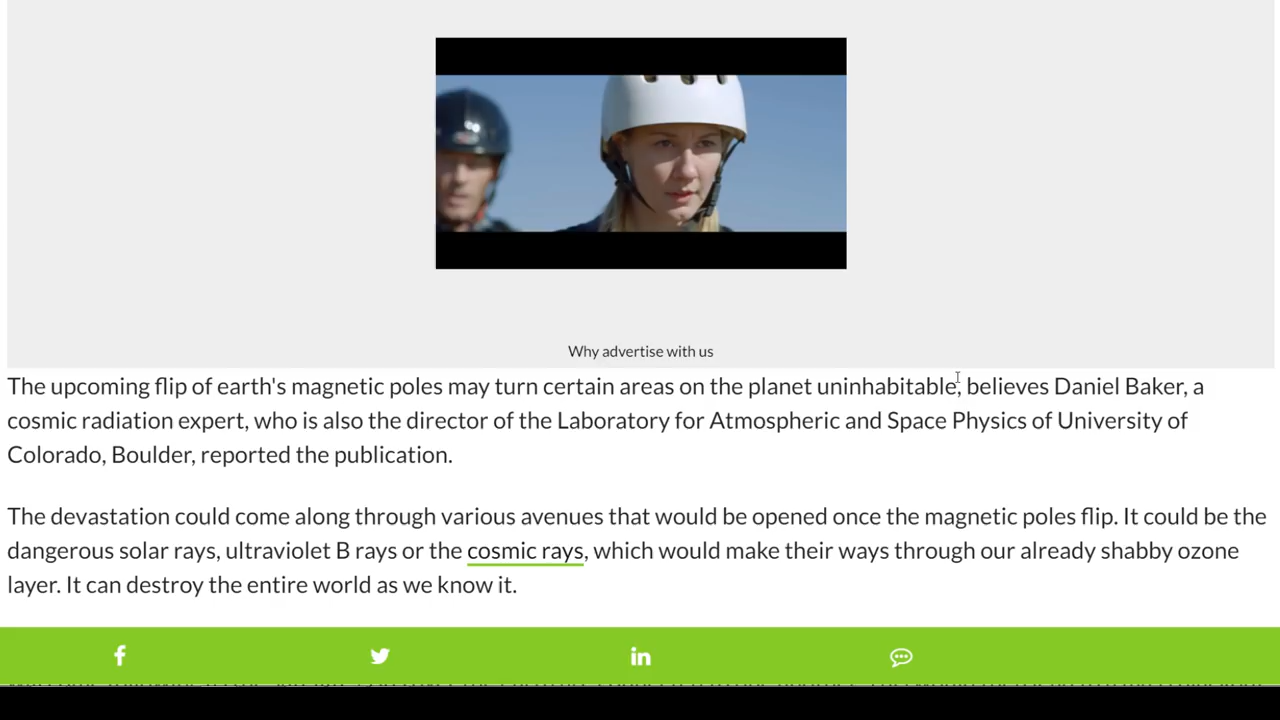 Why advertise with us
The upcoming flip of earth's magnetic poles may turn certain areas on the planet uninhabitable, believes Daniel Baker, a
cosmic radiation expert, who is also the director of the Laboratory for Atmospheric and Space Physics of University of
Colorado, Boulder, reported the publication.
The devastation could come along through various avenues that would be opened once the magnetic poles flip. It could be the
dangerous solar rays, ultraviolet B rays or the cosmic rays, which would make their ways through our already shabby ozone
layer. It can destroy the entire world as we know it.